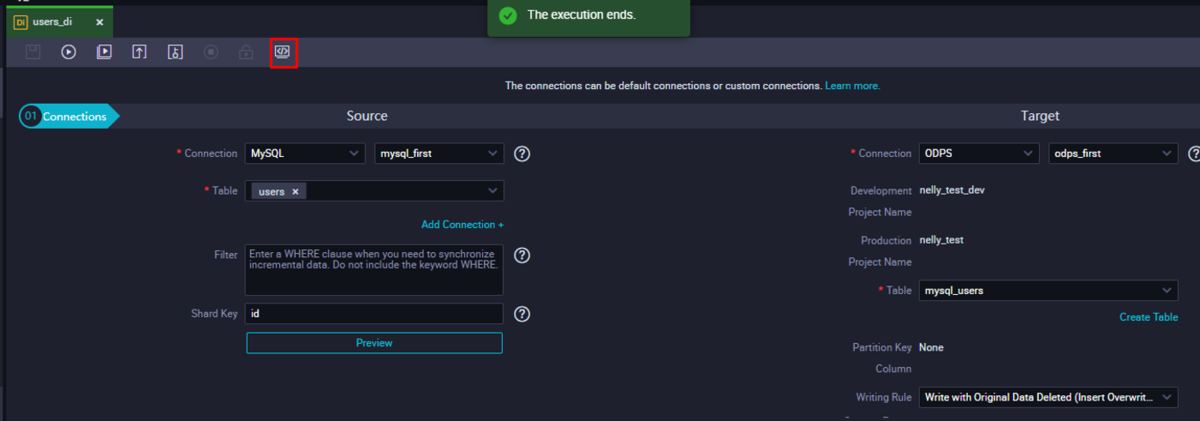 Di users_di ×
The execution ends.
The connections can be default connections or custom connections. Learn more.
01 Connections
Source
Target
* Connection MySQL mysql_first ?
* Connection ODPS odps_first ?
* Table users ×
Development nelly_test_dev
Project Name
Add Connection +
Production nelly_test
Project Name
Filter Enter a WHERE clause when you need to synchronize
incremental data. Do not include the keyword WHERE. ?
* Table mysql_users
Shard Key id ?
Create Table
Preview
Partition Key None
Column
Writing Rule Write with Original Data Deleted (Insert Overwrit...